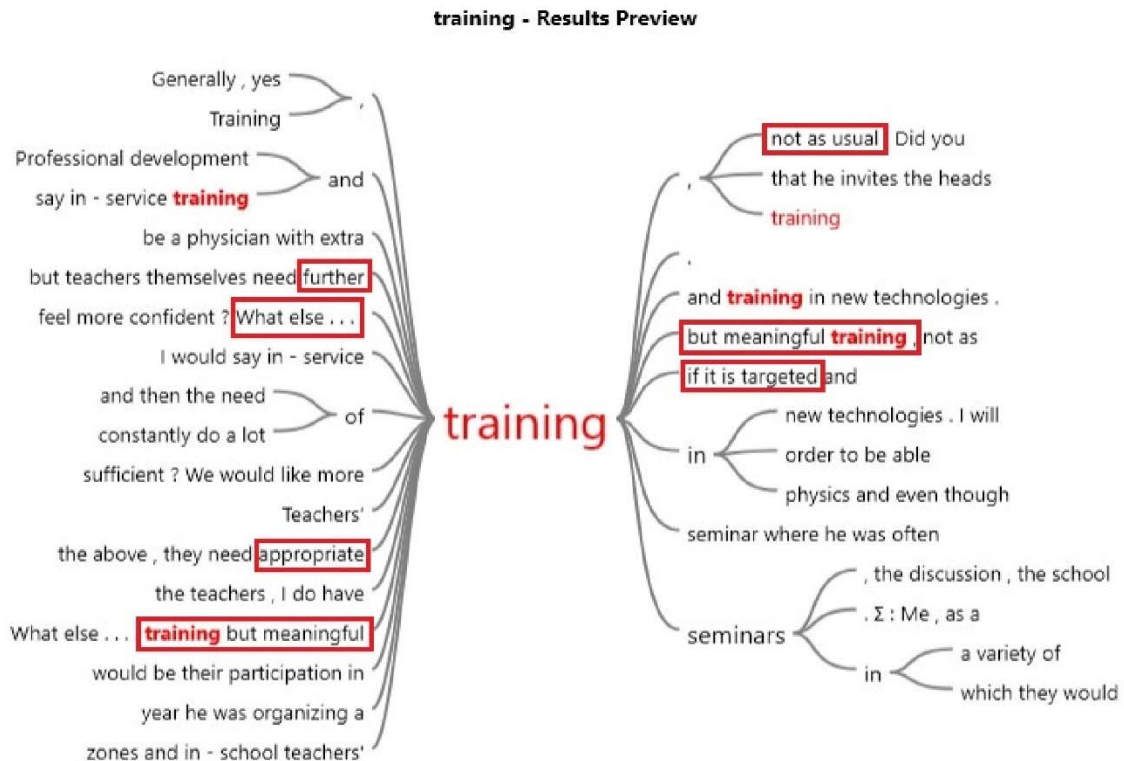 training - Results Preview
Generally , yes
Training
,
Professional development
say in - service training
and
be a physician with extra
but teachers themselves need further
feel more confident ? What else . . .
I would say in - service
and then the need
constantly do a lot
of
sufficient ? We would like more
Teachers'
the above , they need appropriate
the teachers , I do have
What else . . . training but meaningful
would be their participation in
year he was organizing a
zones and in - school teachers'
training
,
not as usual Did you
that he invites the heads
training
.
and training in new technologies .
but meaningful training , not as
if it is targeted and
in
new technologies . I will
order to be able
physics and even though
seminar where he was often
seminars
, the discussion , the school
. Σ : Me , as a
in
a variety of
which they would